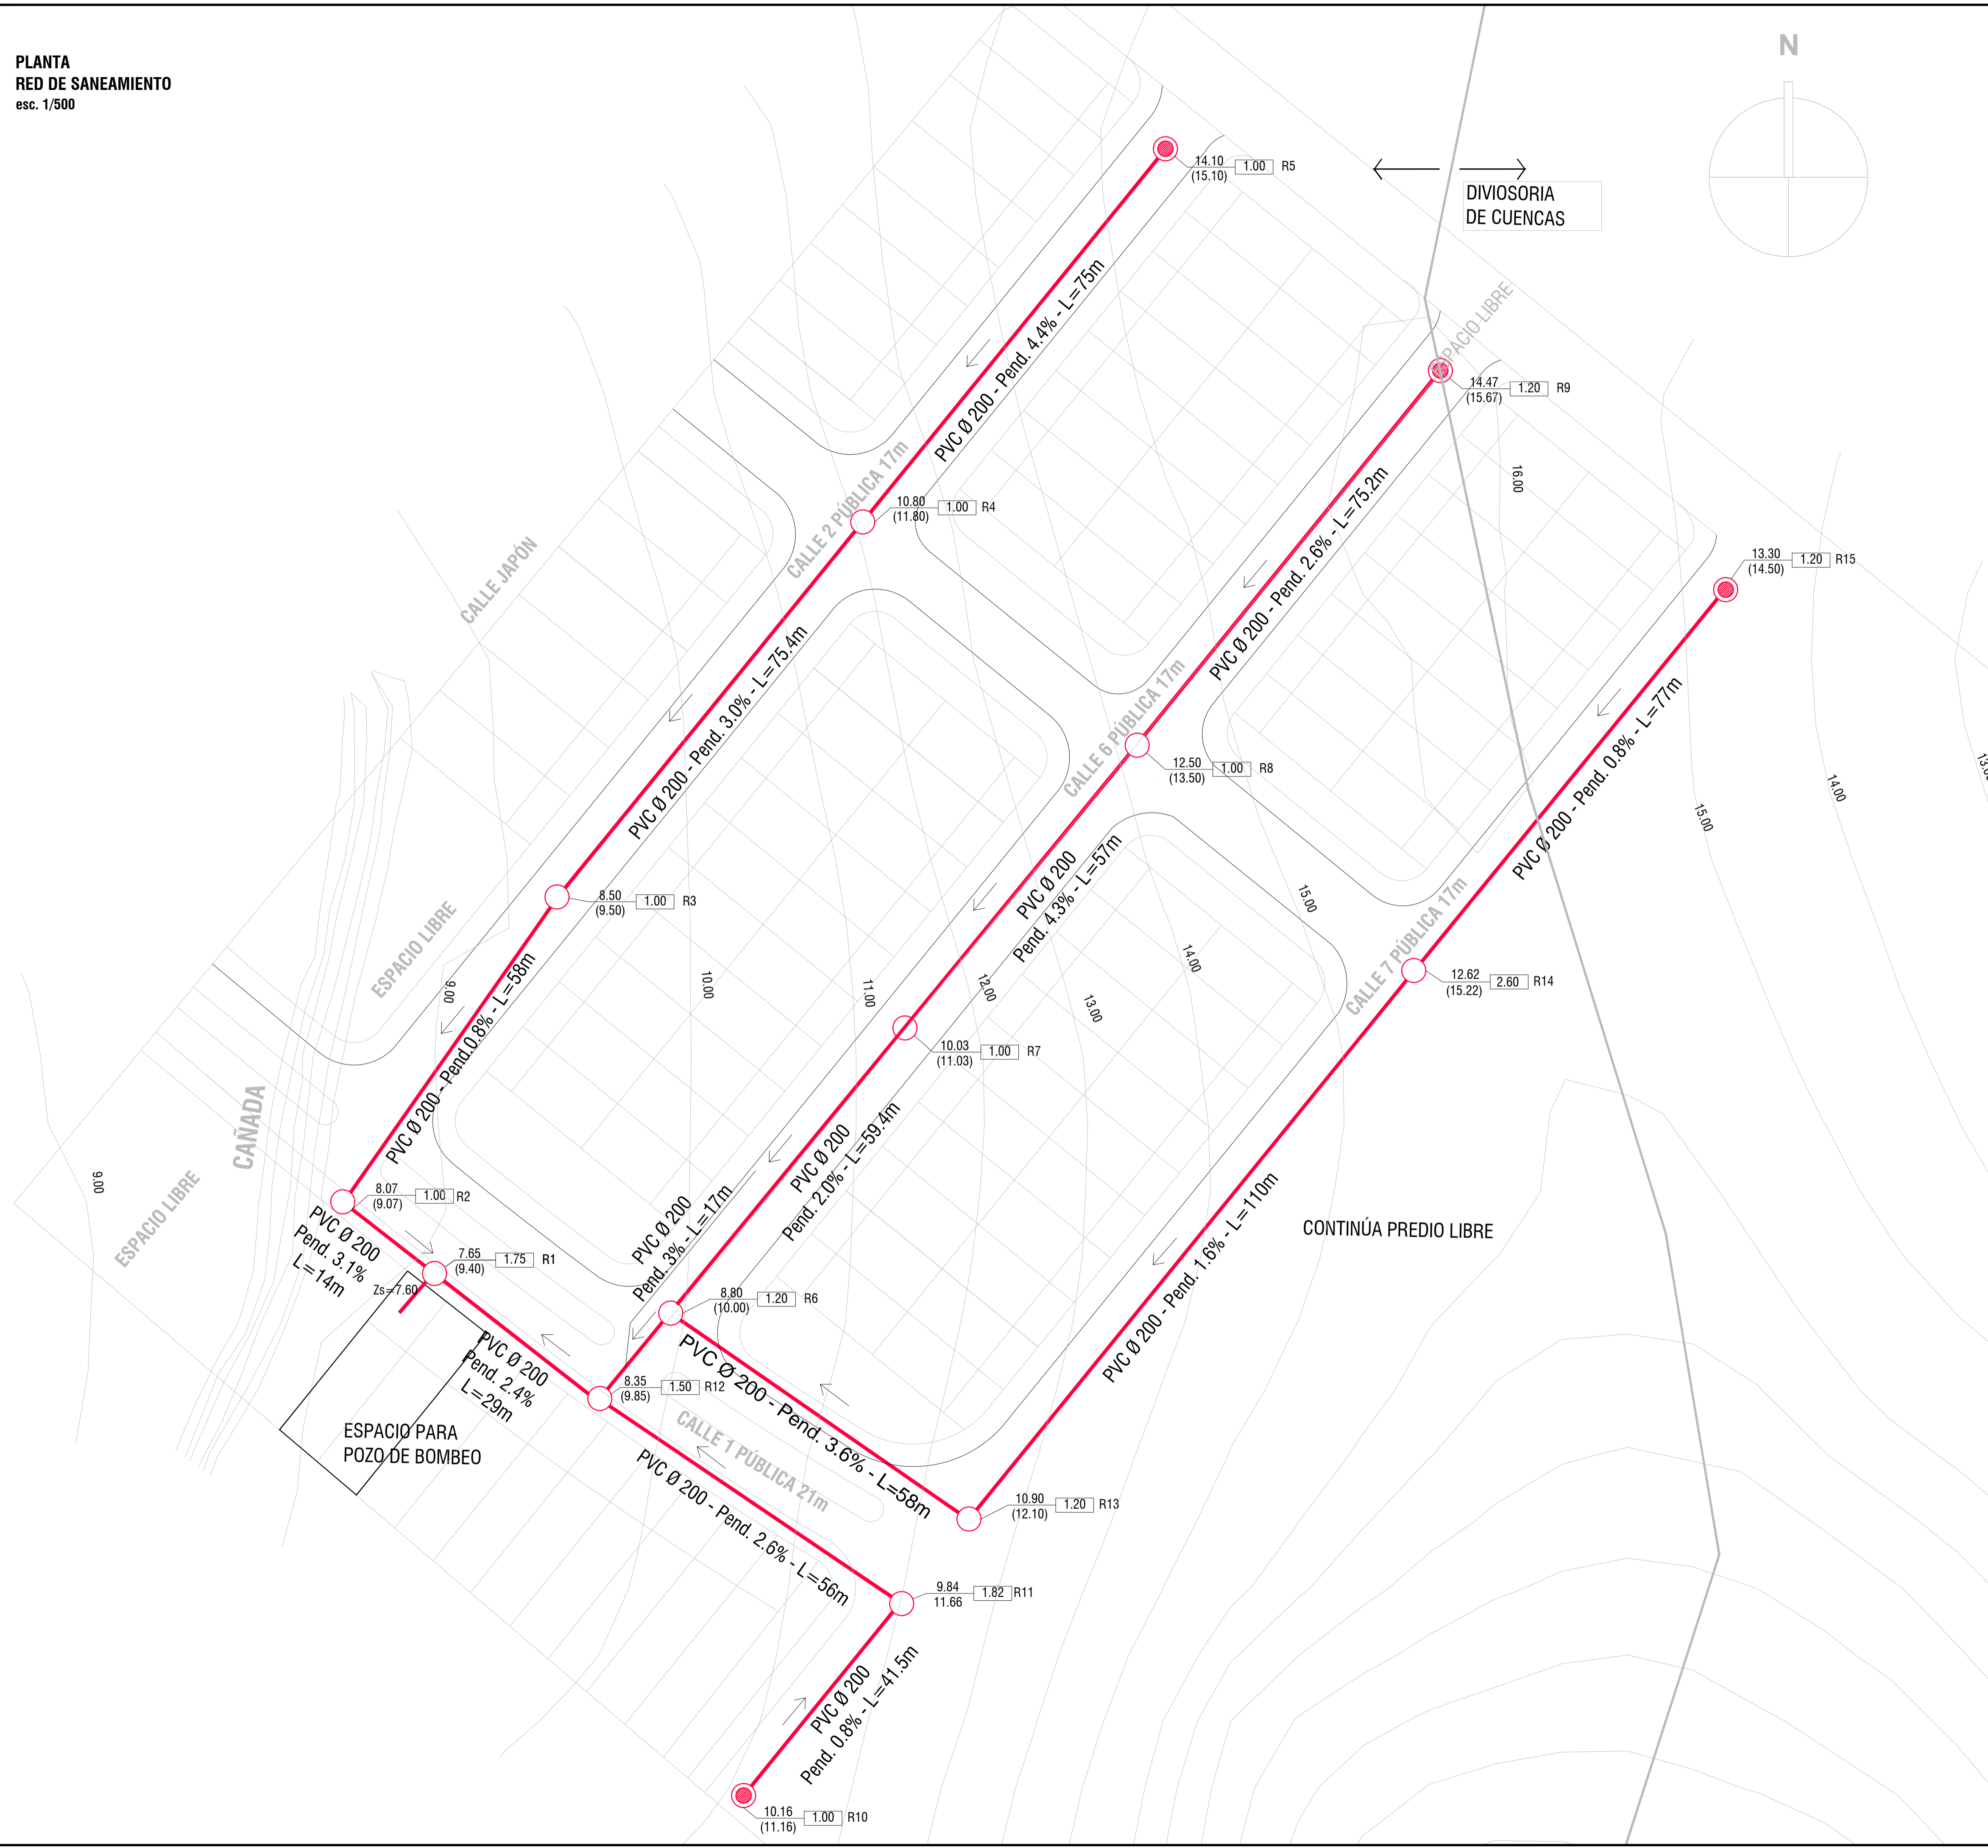 PLANTA
RED DE SANEAMIENTO
esc. 1/500
N
DIVIOSORIA
DE CUENCAS
14.10
(15.10)
1.00
R5
PVC Ø 200 - Pend. 4.4% - L=75m
ESPACIO LIBRE
14.47
(15.67)
1.20
R9
16.00
CALLE 2 PÚBLICA 17m
10.80
(11.80)
1.00
R4
PVC Ø 200 - Pend. 2.6% - L=75.2m
CALLE JAPÓN
13.30
(14.50)
1.20
R15
PVC Ø 200 - Pend. 3.0% - L=75.4m
CALLE 6 PÚBLICA 17m
12.50
(13.50)
1.00
R8
PVC Ø 200 - Pend. 0.8% - L=77m
13.00
14.00
15.00
PVC Ø 200
Pend. 4.3% - L=57m
8.50
(9.50)
1.00
R3
15.00
CALLE 7 PÚBLICA 17m
ESPACIO LIBRE
9.00
10.00
11.00
12.00
13.00
14.00
12.62
(15.22)
2.60
R14
10.03
(11.03)
1.00
R7
PVC Ø 200 - Pend.0.8% - L=58m
CAÑADA
9.00
ESPACIO LIBRE
PVC Ø 200
Pend. 2.0% - L=59.4m
8.07
(9.07)
1.00
R2
PVC Ø 200
Pend. 3% - L=17m
PVC Ø 200 - Pend. 1.6% - L=110m
CONTINÚA PREDIO LIBRE
PVC Ø 200
Pend. 3.1%
L=14m
7.65
(9.40)
1.75
R1
Zs=7.60
8.80
(10.00)
1.20
R6
PVC Ø 200
Pend. 2.4%
L=29m
8.35
(9.85)
1.50
R12
PVC Ø 200 - Pend. 3.6% - L=58m
ESPACIO PARA
POZO DE BOMBEO
CALLE 1 PÚBLICA 21m
PVC Ø 200 - Pend. 2.6% - L=56m
10.90
(12.10)
1.20
R13
9.84
11.66
1.82
R11
PVC Ø 200
Pend. 0.8% - L=41.5m
10.16
(11.16)
1.00
R10